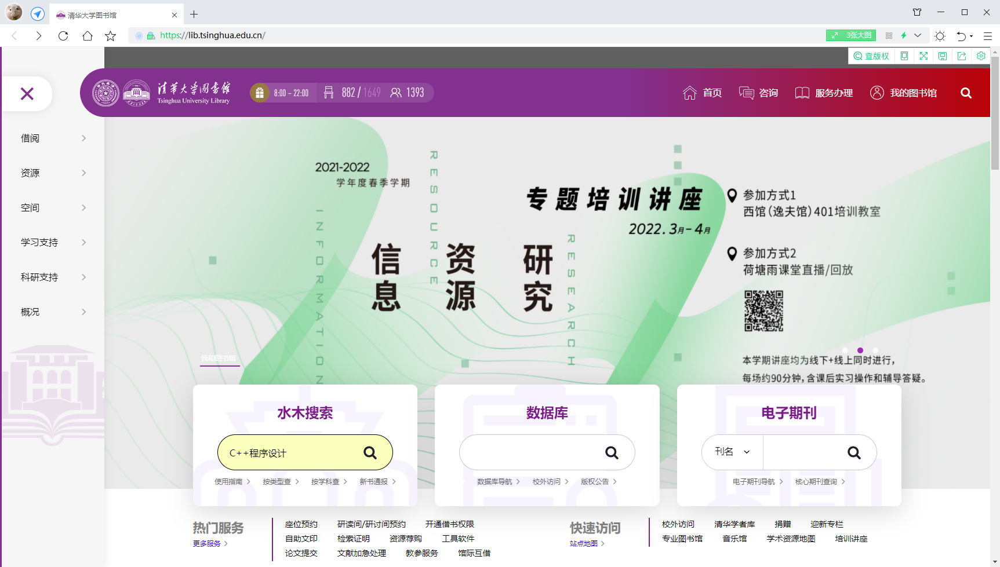 清华大学图书馆
https://lib.tsinghua.edu.cn/
3张大图
查版权
清华大学图书馆
Tsinghua University Library
8:00 - 22:00
882 / 1649
1393
首页
咨询
服务办理
我的图书馆
借阅
资源
空间
学习支持
科研支持
概况
2021-2022
学年度春季学期
INFORMATION
RESOURCE
RESEARCH
信息
资源
研究
专题培训讲座
2022.3月-4月
参加方式1
西馆(逸夫馆)401培训教室
参加方式2
荷塘雨课堂直播/回放
本学期讲座均为线下+线上同时进行,
每场约90分钟,含课后实习操作和辅导答疑。
我和图书馆
水木搜索
C++程序设计
使用指南
按类型查
按学科查
新书通报
数据库
数据库导航
校外访问
版权公告
电子期刊
刊名
电子期刊导航
核心期刊查询
热门服务
更多服务
座位预约 研读间/研讨间预约 开通借书权限
自助文印 检索证明 资源荐购 工具软件
论文提交 文献加急处理 教参服务 馆际互借
快速访问
站点地图
校外访问 清华学者库 捐赠 迎新专栏
专业图书馆 音乐馆 学术资源地图 培训讲座